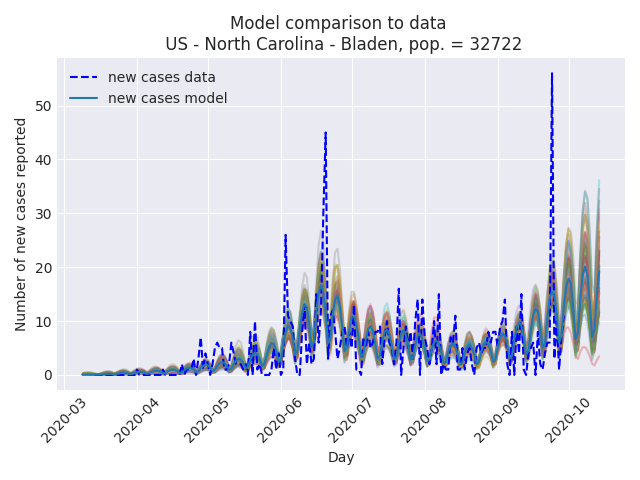 Model comparison to data
US - North Carolina - Bladen, pop. = 32722
new cases data
new cases model
Number of new cases reported
50
40
30
20
10
0
2020-03
2020-04
2020-05
2020-06
2020-07
2020-08
2020-09
2020-10
Day